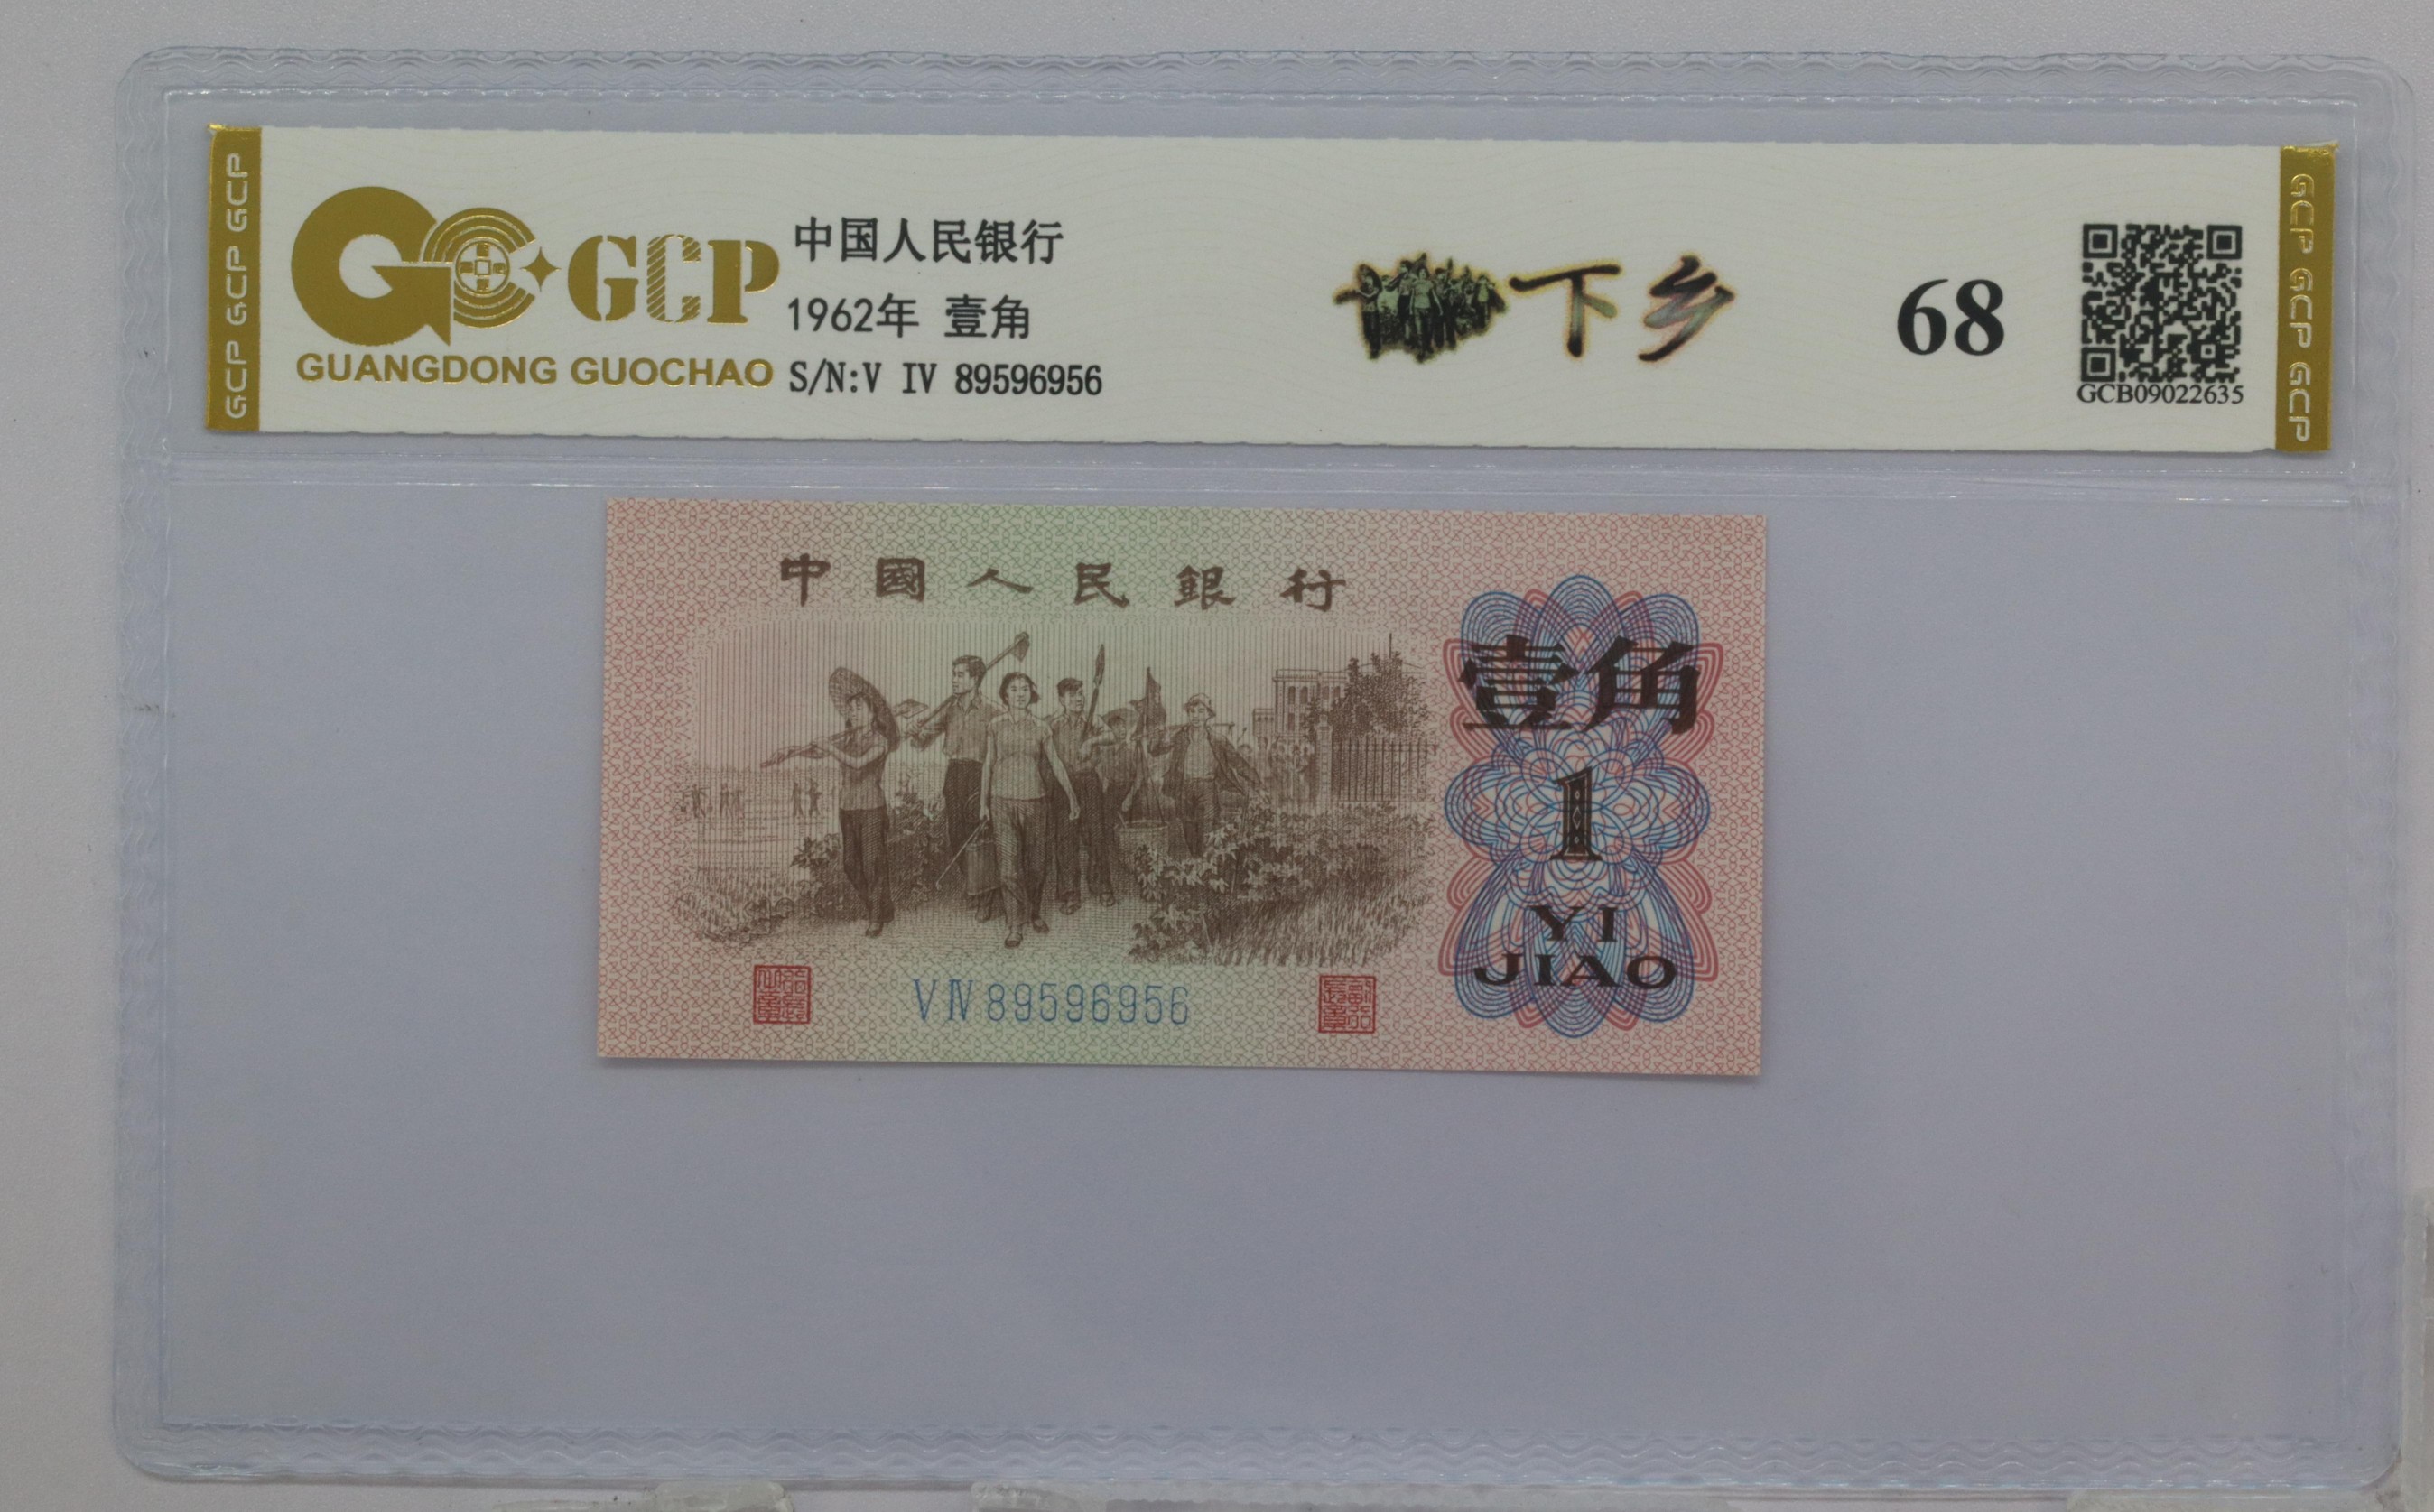 GCP GCP GCP
GCP
GUANGDONG GUOCHAO
中国人民银行
1962年 壹角
S/N:V IV 89596956
下乡
68
GCB09022635
GCP GCP GCP
中國人民銀行
壹角
1
YI
JIAO
V IV 89596956